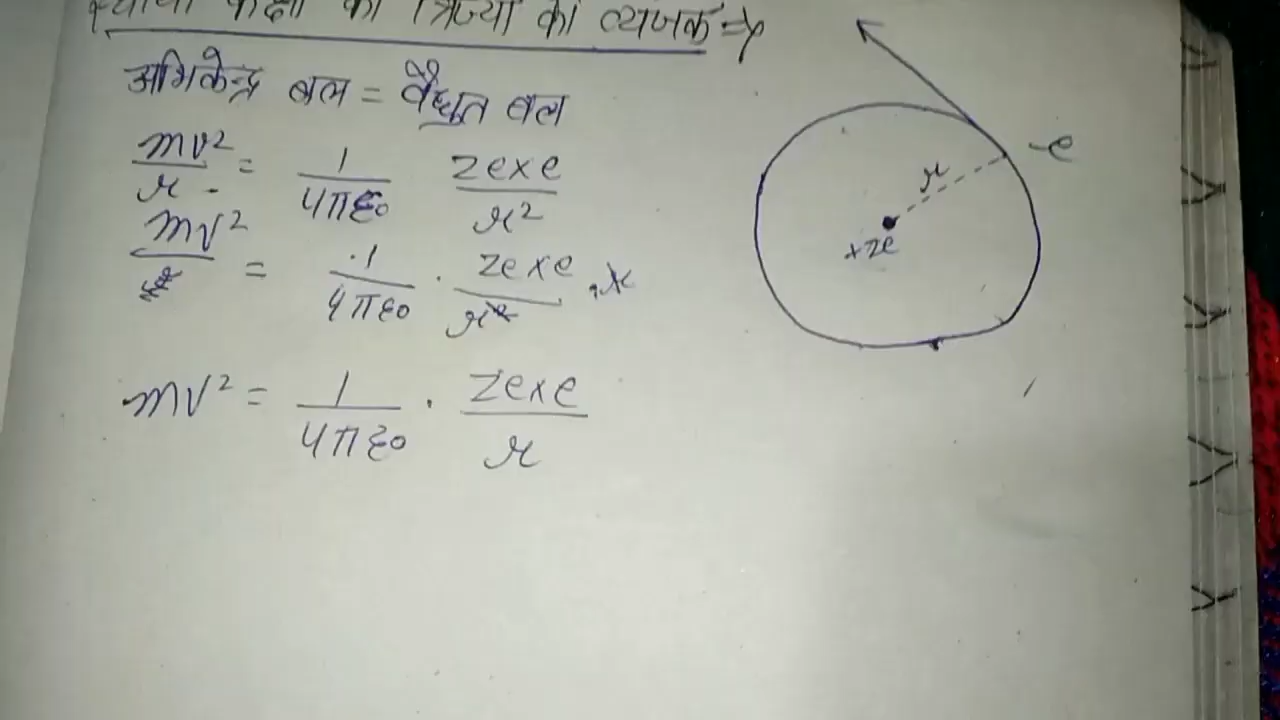 स्थायी कक्षा की त्रिज्या का व्यंजक ⇒
अभिकेन्द्र बल = वैद्युत बल
mv²/r = 1/4πε₀ ze×e/r²
mv²/r = 1/4πε₀ · ze×e/r² · r
mv² = 1/4πε₀ · ze×e/r
-e
r
+ze